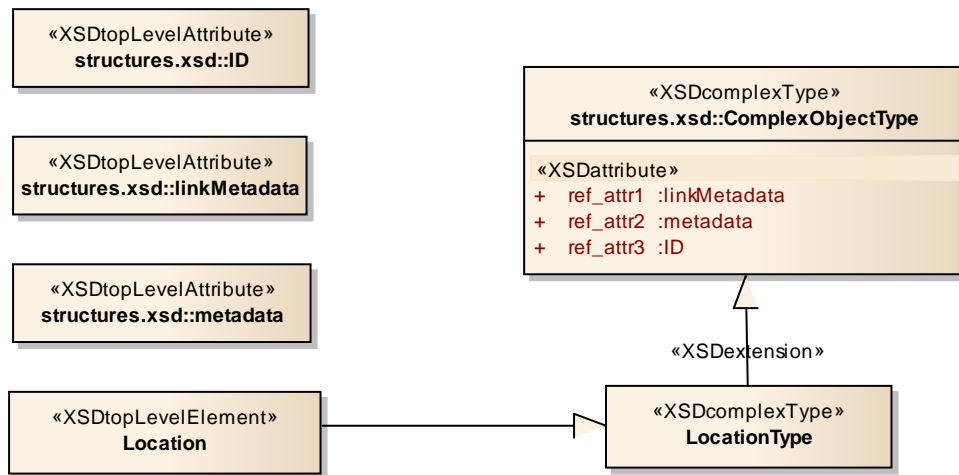 «XSDtopLevelAttribute»
structures.xsd::ID
«XSDtopLevelAttribute»
structures.xsd::linkMetadata
«XSDtopLevelAttribute»
structures.xsd::metadata
«XSDtopLevelElement»
Location
«XSDcomplexType»
structures.xsd::ComplexObjectType
«XSDattribute»
+ ref_attr1 :linkMetadata
+ ref_attr2 :metadata
+ ref_attr3 :ID
«XSDextension»
«XSDcomplexType»
LocationType